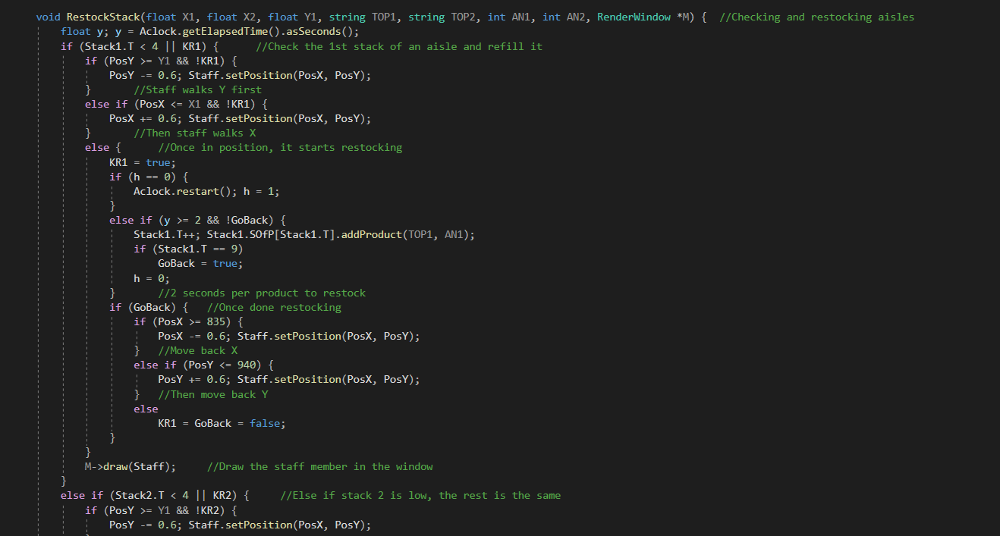 void RestockStack(float X1, float X2, float Y1, string TOP1, string TOP2, int AN1, int AN2, RenderWindow *M) {  //Checking and restocking aisles
    float y; y = Aclock.getElapsedTime().asSeconds();
    if (Stack1.T < 4 || KR1) {      //Check the 1st stack of an aisle and refill it
        if (PosY >= Y1 && !KR1) {
            PosY -= 0.6; Staff.setPosition(PosX, PosY);
        }       //Staff walks Y first
        else if (PosX <= X1 && !KR1) {
            PosX += 0.6; Staff.setPosition(PosX, PosY);
        }       //Then staff walks X
        else {      //Once in position, it starts restocking
            KR1 = true;
            if (h == 0) {
                Aclock.restart(); h = 1;
            }
            else if (y >= 2 && !GoBack) {
                Stack1.T++; Stack1.SOfP[Stack1.T].addProduct(TOP1, AN1);
                if (Stack1.T == 9)
                    GoBack = true;
                h = 0;
            }       //2 seconds per product to restock
            if (GoBack) {   //Once done restocking
                if (PosX >= 835) {
                    PosX -= 0.6; Staff.setPosition(PosX, PosY);
                }   //Move back X
                else if (PosY <= 940) {
                    PosY += 0.6; Staff.setPosition(PosX, PosY);
                }   //Then move back Y
                else
                    KR1 = GoBack = false;
            }
        }
        M->draw(Staff);     //Draw the staff member in the window
    }
    else if (Stack2.T < 4 || KR2) {     //Else if stack 2 is low, the rest is the same
        if (PosY >= Y1 && !KR2) {
            PosY -= 0.6; Staff.setPosition(PosX, PosY);